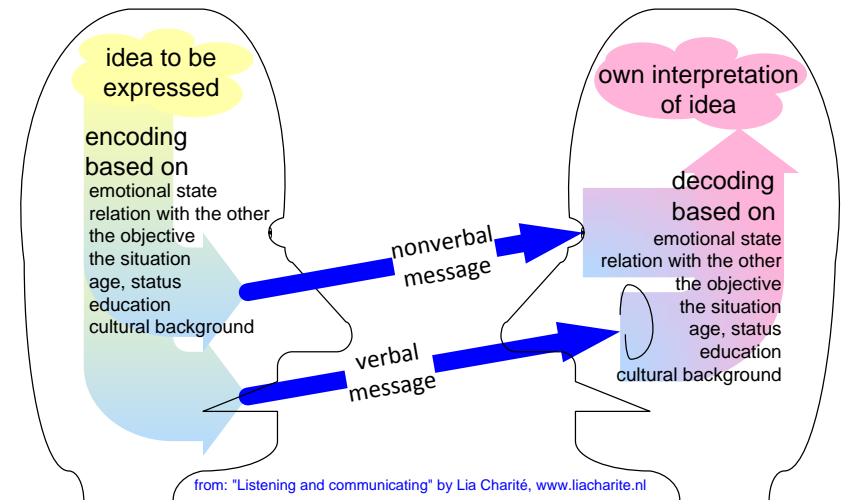 idea to be
expressed
encoding
based on
emotional state
relation with the other
the objective
the situation
age, status
education
cultural background
nonverbal
message
verbal
message
own interpretation
of idea
decoding
based on
emotional state
relation with the other
the objective
the situation
age, status
education
cultural background
from: "Listening and communicating" by Lia Charité, www.liacharite.nl